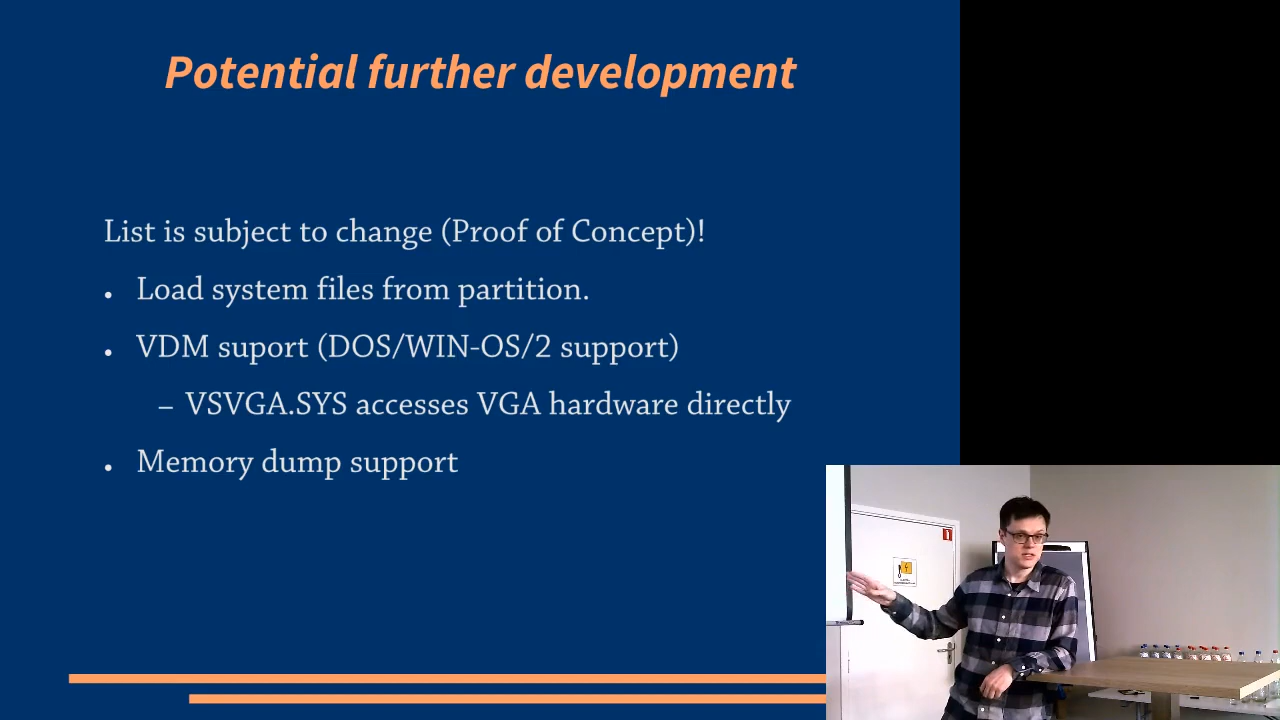 Potential further development
List is subject to change (Proof of Concept)!
• Load system files from partition.
• VDM suport (DOS/WIN-OS/2 support)
– VSVGA.SYS accesses VGA hardware directly
• Memory dump support